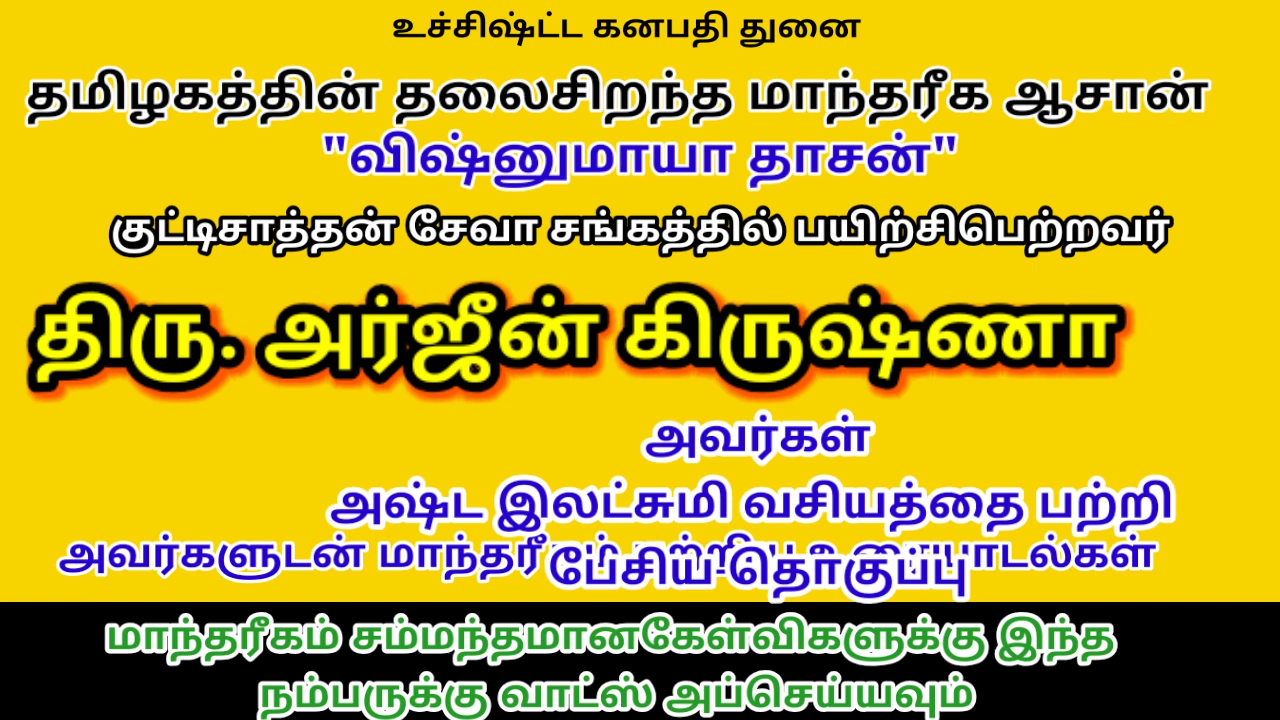 உச்சிஷ்ட்ட கனபதி துனை
தமிழகத்தின் தலைசிறந்த மாந்தரீக ஆசான்
"விஷ்னுமாயா தாசன்"
குட்டிசாத்தன் சேவா சங்கத்தில் பயிற்சிபெற்றவர்
திரு. அர்ஜீன் கிருஷ்ணா
அவர்கள்
அஷ்ட இலட்சுமி வசியத்தை பற்றி
அவர்களுடன்
பேசிய தொகுப்பு
மாந்தரீகம் சம்மந்தமானகேள்விகளுக்கு இந்த
நம்பருக்கு வாட்ஸ் அப்செய்யவும்